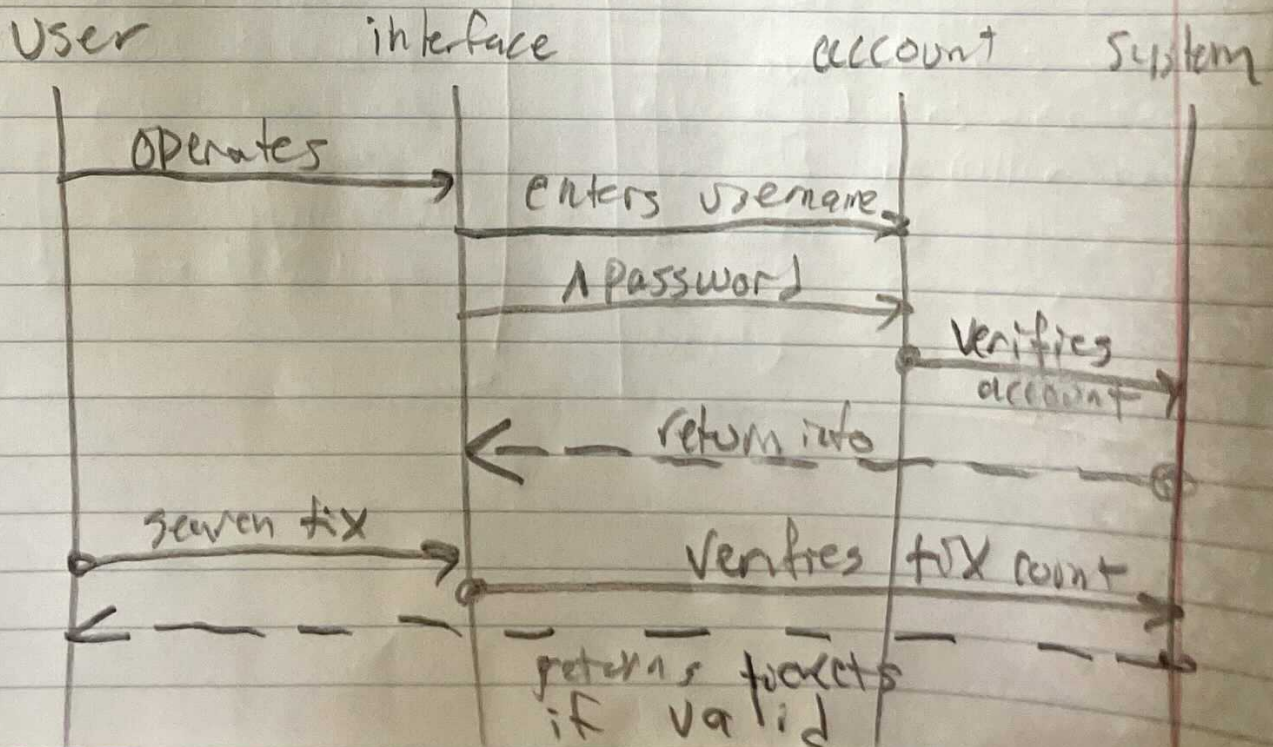 User interface account System
operates
enters username
^ password
verifies
account
return info
search tix
verifies tix count
returns tickets
if valid